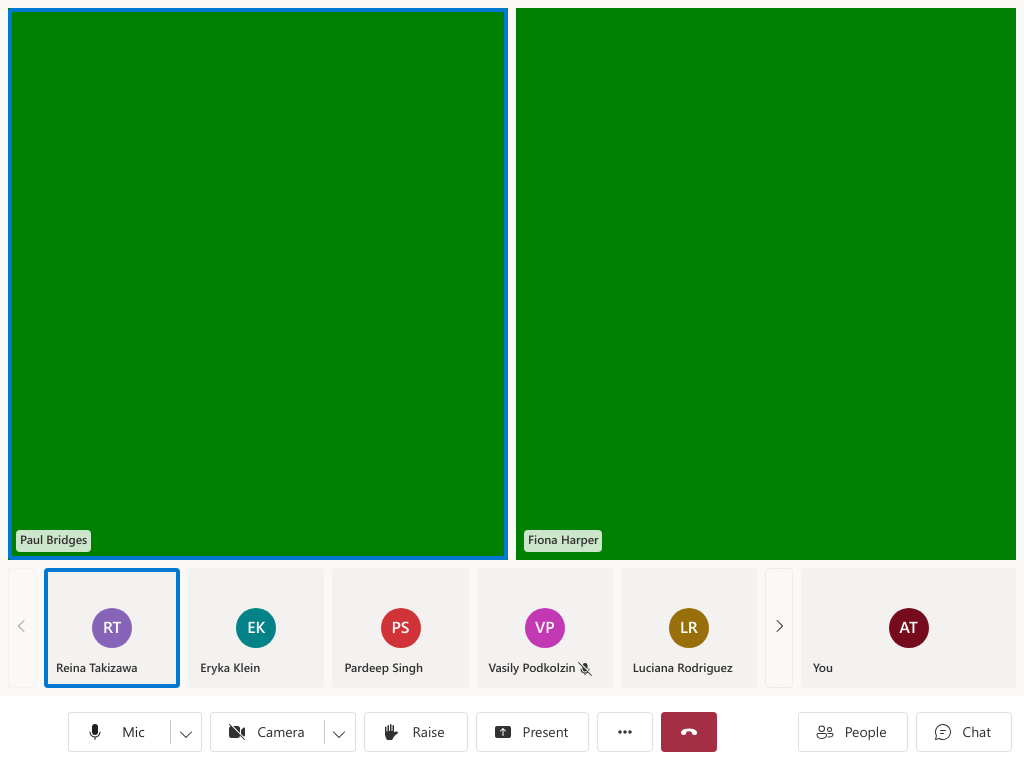 Paul Bridges
Fiona Harper
RT
Reina Takizawa
EK
Eryka Klein
PS
Pardeep Singh
VP
Vasily Podkolzin
LR
Luciana Rodriguez
AT
You
Mic
Camera
Raise
Present
People
Chat